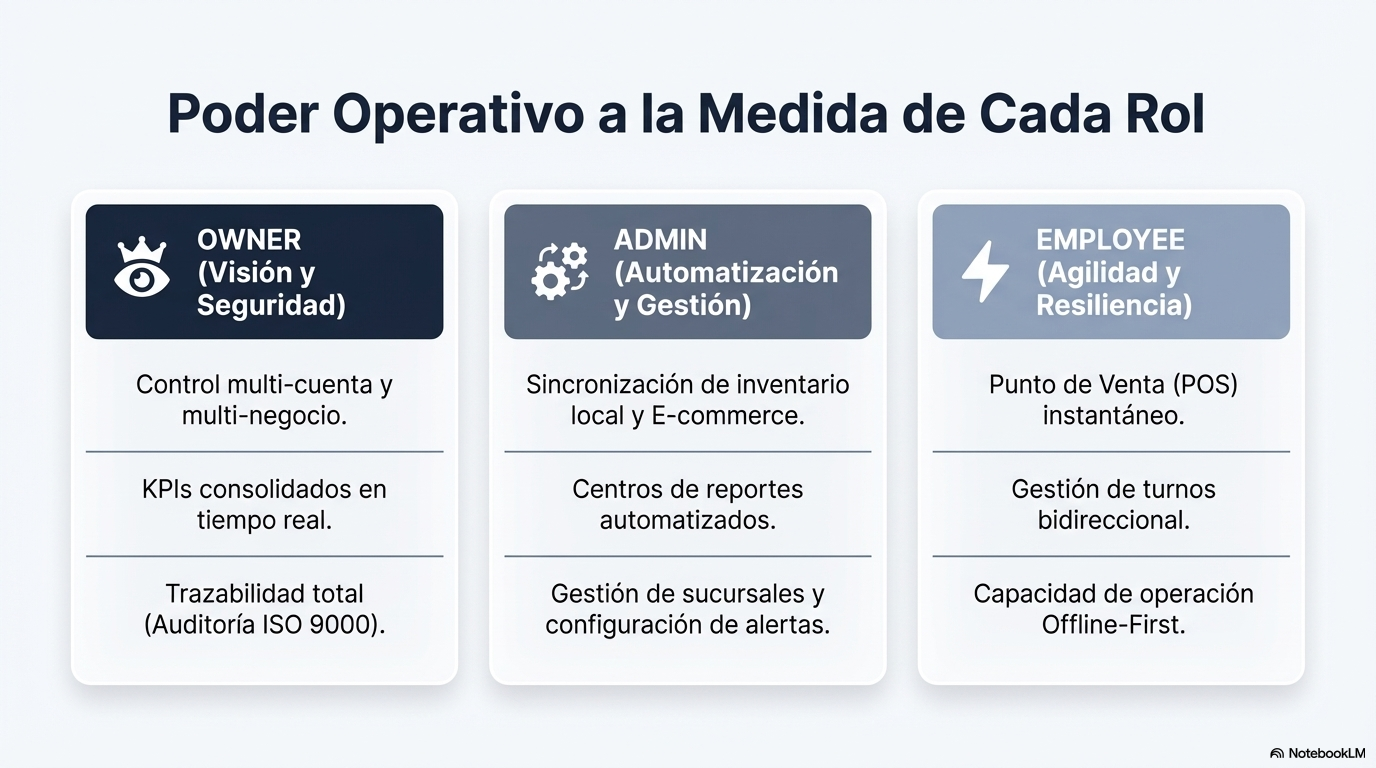 Poder Operativo a la Medida de Cada Rol
OWNER
(Visión y
Seguridad)
Control multi-cuenta y
multi-negocio.
KPIs consolidados en
tiempo real.
Trazabilidad total
(Auditoría ISO 9000).
ADMIN
(Automatización
y Gestión)
Sincronización de inventario
local y E-commerce.
Centros de reportes
automatizados.
Gestión de sucursales y
configuración de alertas.
EMPLOYEE
(Agilidad y
Resiliencia)
Punto de Venta (POS)
instantáneo.
Gestión de turnos
bidireccional.
Capacidad de operación
Offline-First.
NotebookLM